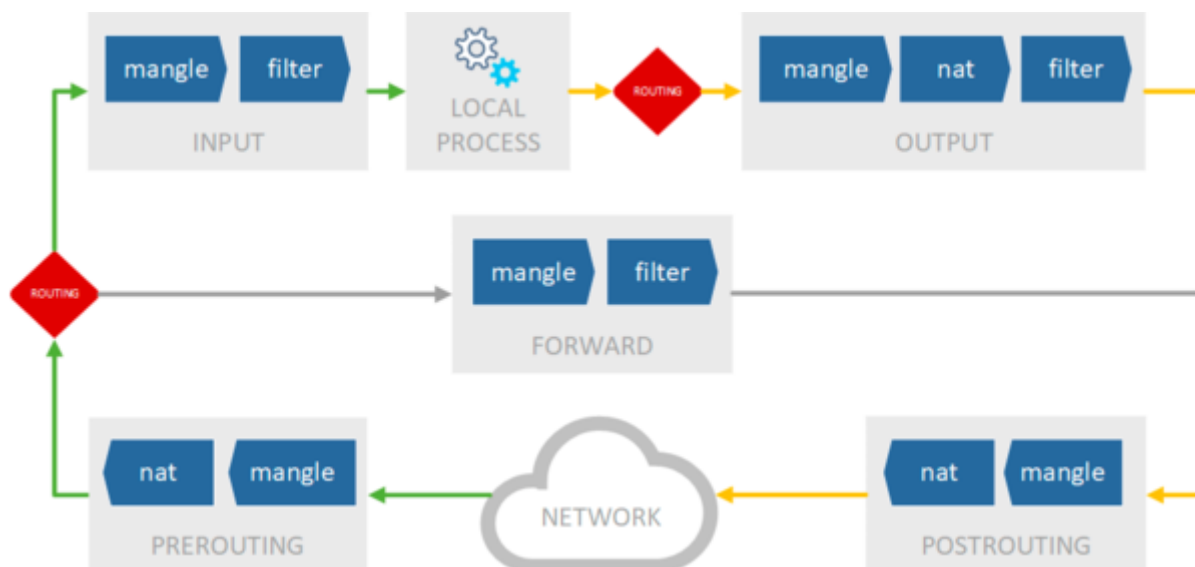 mangle
filter
INPUT
LOCAL
PROCESS
ROUTING
mangle
nat
filter
OUTPUT
ROUTING
mangle
filter
FORWARD
nat
mangle
PREROUTING
NETWORK
nat
mangle
POSTROUTING